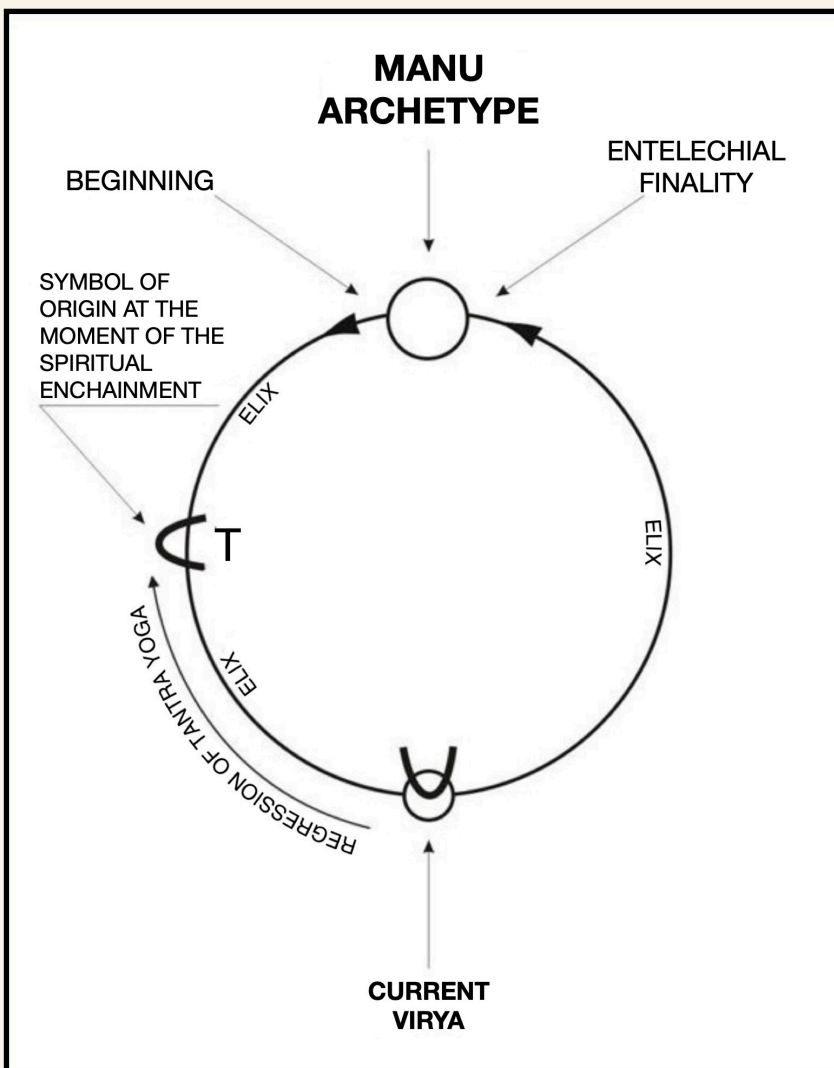 MANU
ARCHETYPE
BEGINNING
ENTELECHIAL
FINALITY
SYMBOL OF
ORIGIN AT THE
MOMENT OF THE
SPIRITUAL
ENCHAINMENT
ELIX
T
ELIX
ELIX
REGRESSION OF TANTRA YOGA
CURRENT
VIRYA